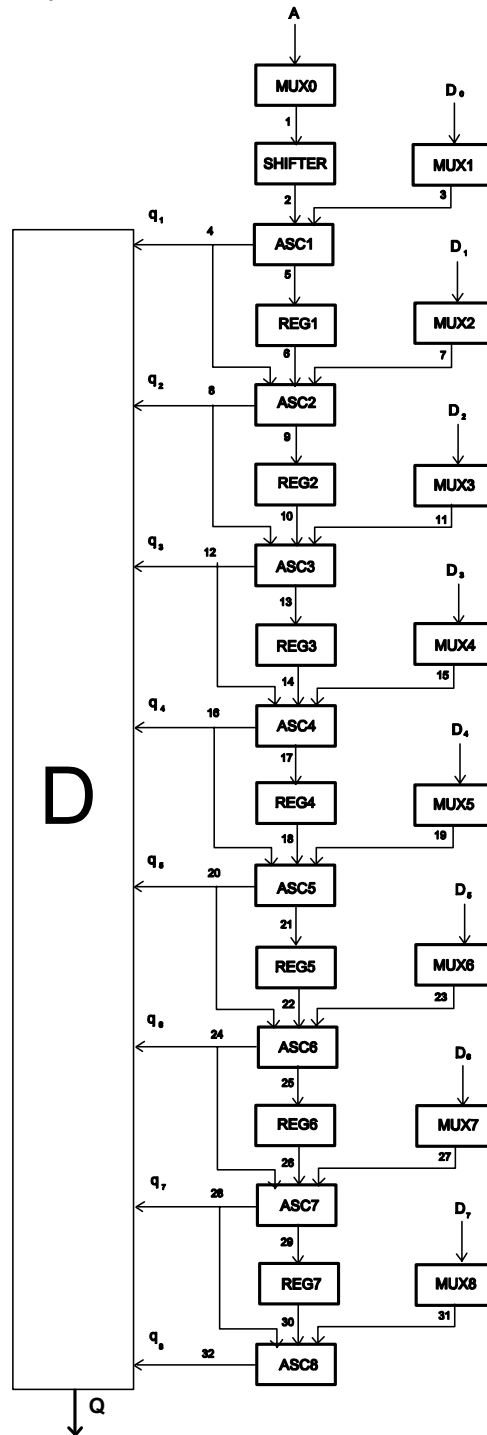 A
MUX0
D₀
1
SHIFTER
MUX1
2
3
q₁
4
ASC1
D₁
5
REG1
MUX2
6
7
q₂
8
ASC2
D₂
9
REG2
MUX3
10
11
q₃
12
ASC3
13
D₃
REG3
MUX4
14
15
q₄
16
ASC4
D₄
17
D
REG4
MUX5
18
19
q₅
20
ASC5
D₅
21
REG5
MUX6
22
23
q₆
24
ASC6
D₆
25
REG6
MUX7
26
27
q₇
28
ASC7
D₇
29
REG7
MUX8
30
31
q₈
32
ASC8
Q